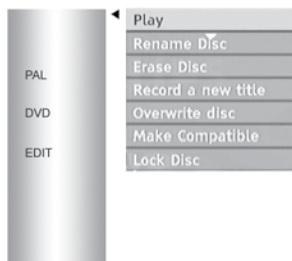 PAL
DVD
EDIT
Play
Rename Disc
Erase Disc
Record a new title
Overwrite disc
Make Compatible
Lock Disc